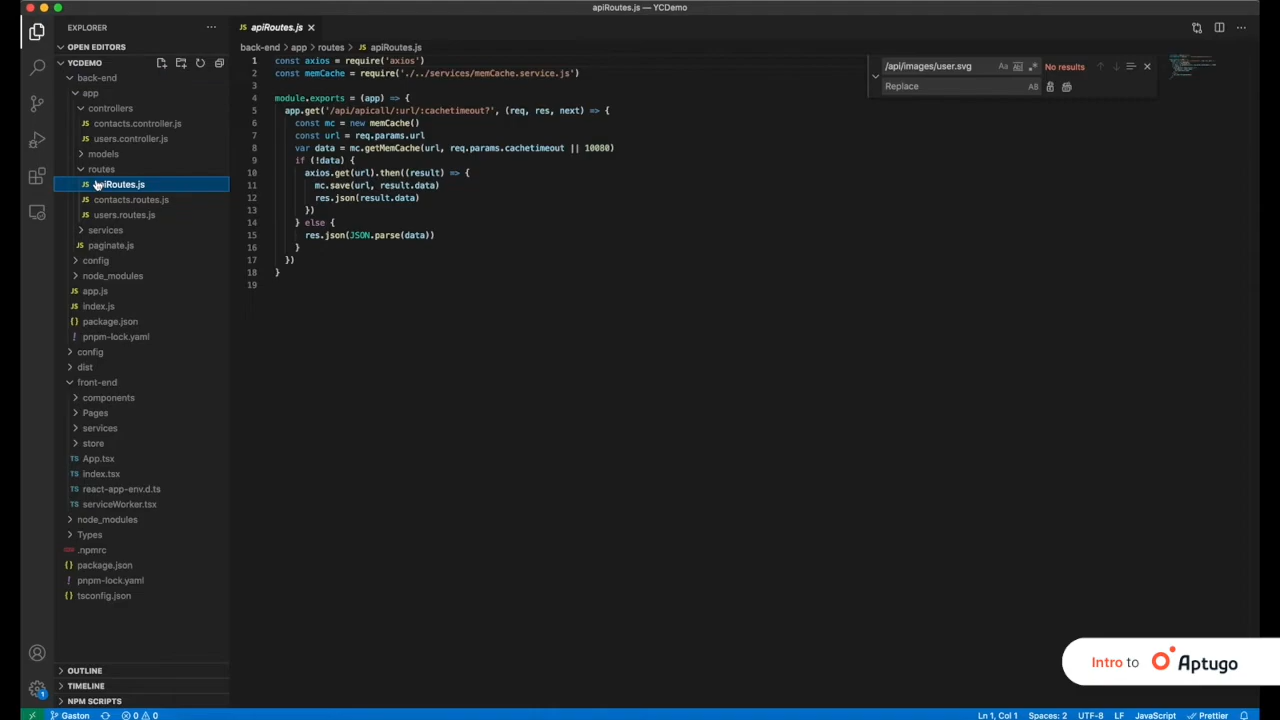 apiRoutes.js — YCDemo
EXPLORER
OPEN EDITORS
YCDEMO
back-end
app
controllers
contacts.controller.js
users.controller.js
models
routes
apiRoutes.js
contacts.routes.js
users.routes.js
services
paginate.js
config
node_modules
app.js
index.js
package.json
pnpm-lock.yaml
config
dist
front-end
components
Pages
services
store
App.tsx
index.tsx
react-app-env.d.ts
serviceWorker.tsx
node_modules
Types
.npmrc
package.json
pnpm-lock.yaml
tsconfig.json
OUTLINE
TIMELINE
NPM SCRIPTS
apiRoutes.js
back-end > app > routes > apiRoutes.js
1 const axios = require('axios')
2 const memCache = require('./../services/memCache.service.js')
3
4 module.exports = (app) => {
5 app.get('/api/apicall/:url/:cachetimeout?', (req, res, next) => {
6 const mc = new memCache()
7 const url = req.params.url
8 var data = mc.getMemCache(url, req.params.cachetimeout || 10080)
9 if (!data) {
10 axios.get(url).then((result) => {
11 mc.save(url, result.data)
12 res.json(result.data)
13 })
14 } else {
15 res.json(JSON.parse(data))
16 }
17 })
18 }
19
/api/images/user.svg Aa ab .* No results
Replace AB
Intro to Aptugo
1
Gaston 0 0 Ln 1, Col 1 Spaces: 2 UTF-8 LF JavaScript Prettier